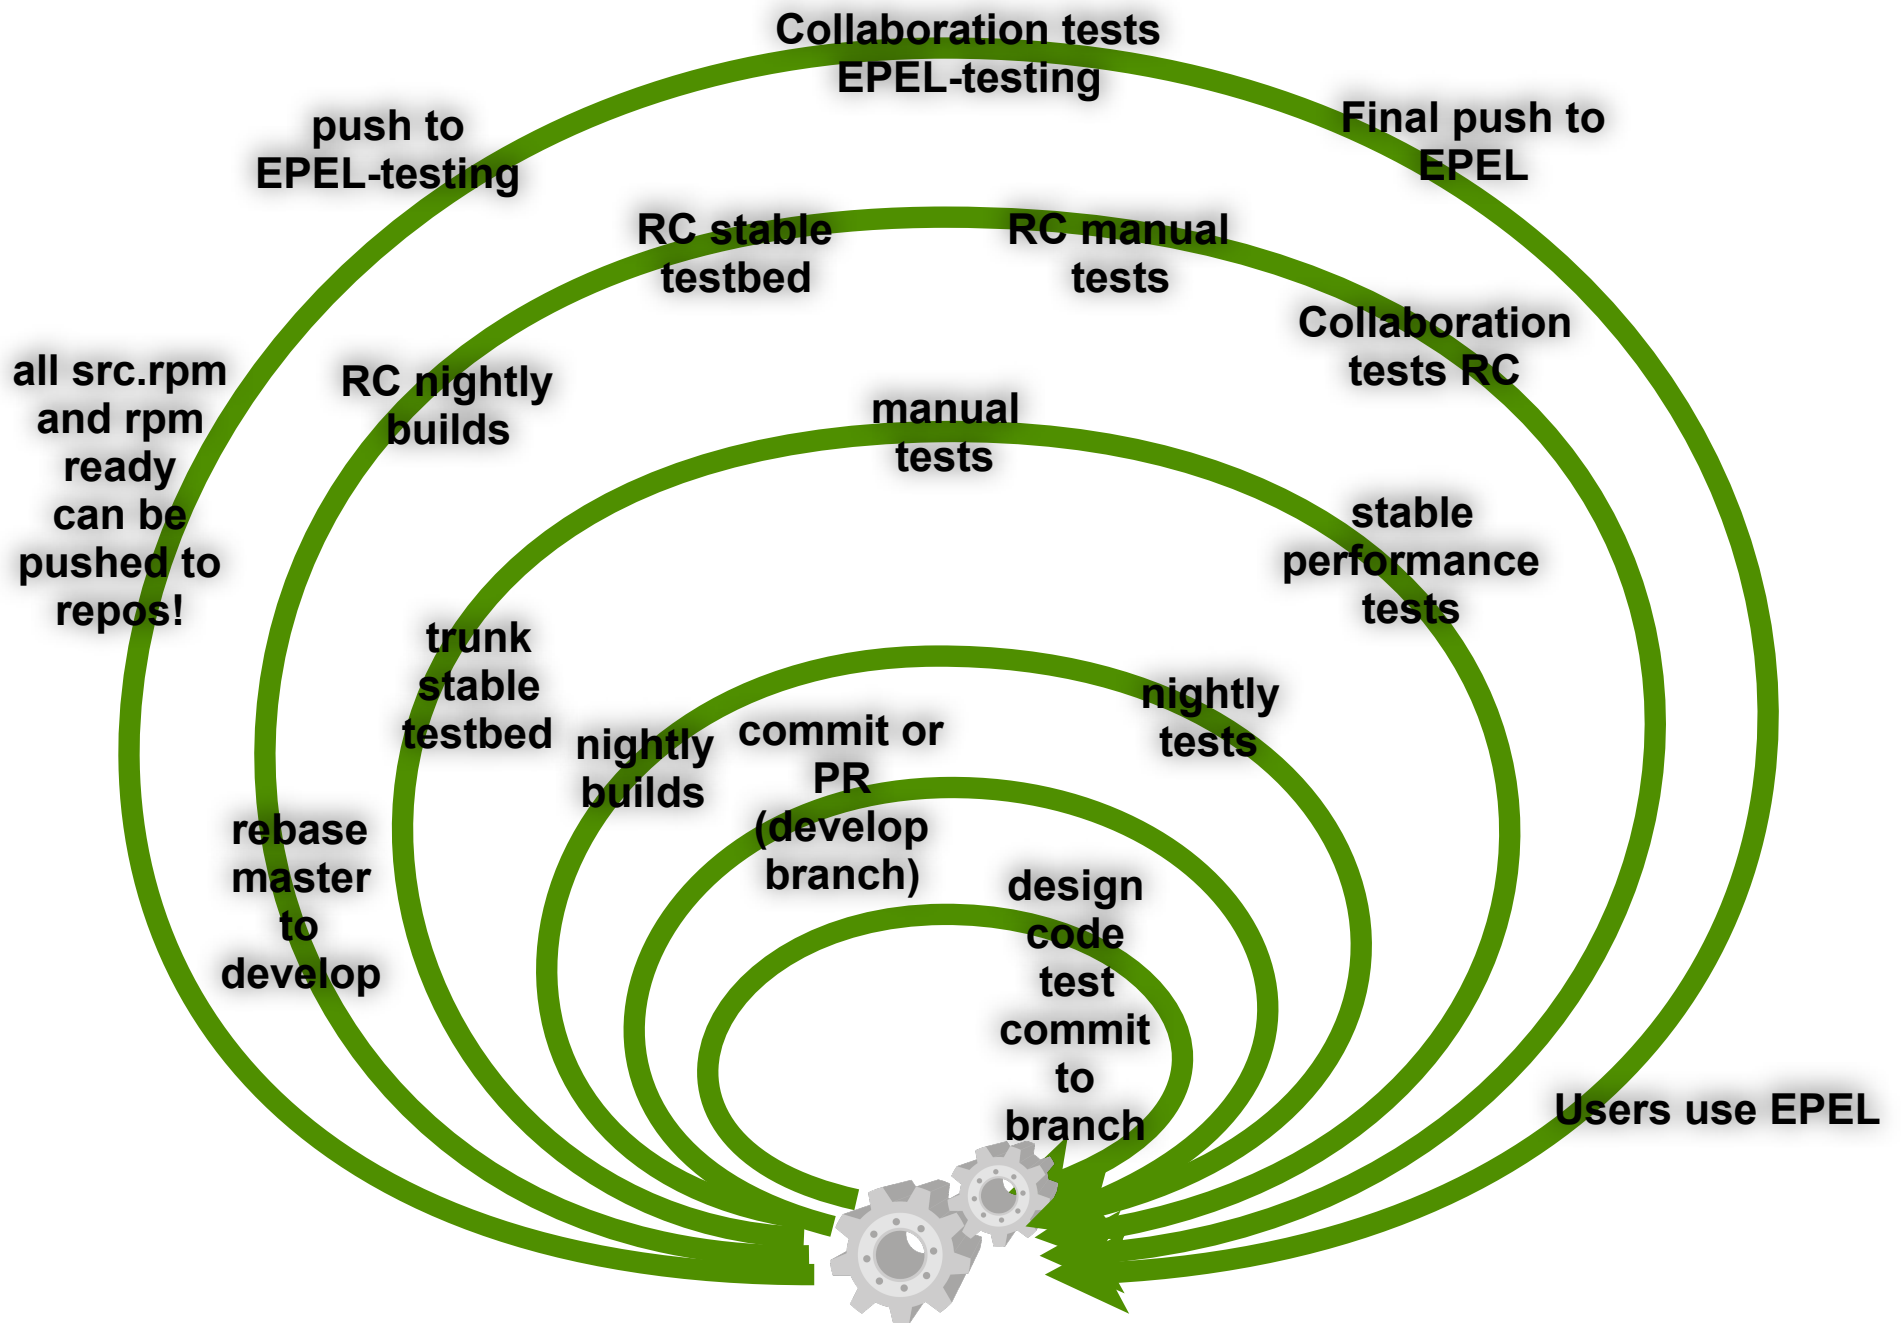 Collaboration tests
EPEL-testing
push to
EPEL-testing
Final push to
EPEL
RC stable
testbed
RC manual
tests
Collaboration
tests RC
all src.rpm
and rpm
ready
can be
pushed to
repos!
RC nightly
builds
manual
tests
stable
performance
tests
trunk
stable
testbed
nightly
tests
nightly
builds
commit or
PR
(develop
branch)
rebase
master
to
develop
design
code
test
commit
to
branch
Users use EPEL